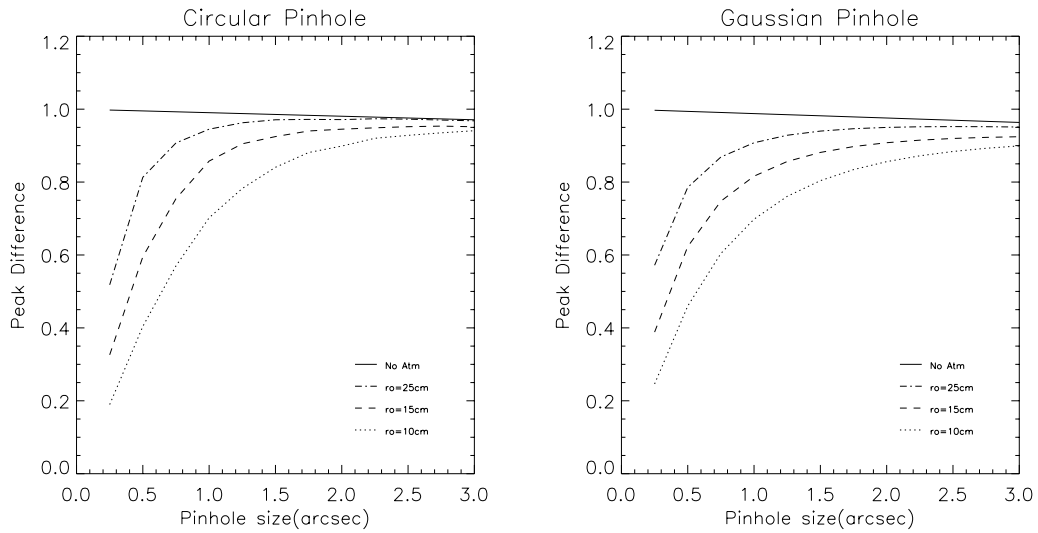 Circular Pinhole
1.2
1.0
0.8
0.6
0.4
0.2
0.0
Peak Difference
No Atm
ro=25cm
ro=15cm
ro=10cm
0.0 0.5 1.0 1.5 2.0 2.5 3.0
Pinhole size(arcsec)
Gaussian Pinhole
1.2
1.0
0.8
0.6
0.4
0.2
0.0
Peak Difference
No Atm
ro=25cm
ro=15cm
ro=10cm
0.0 0.5 1.0 1.5 2.0 2.5 3.0
Pinhole size(arcsec)